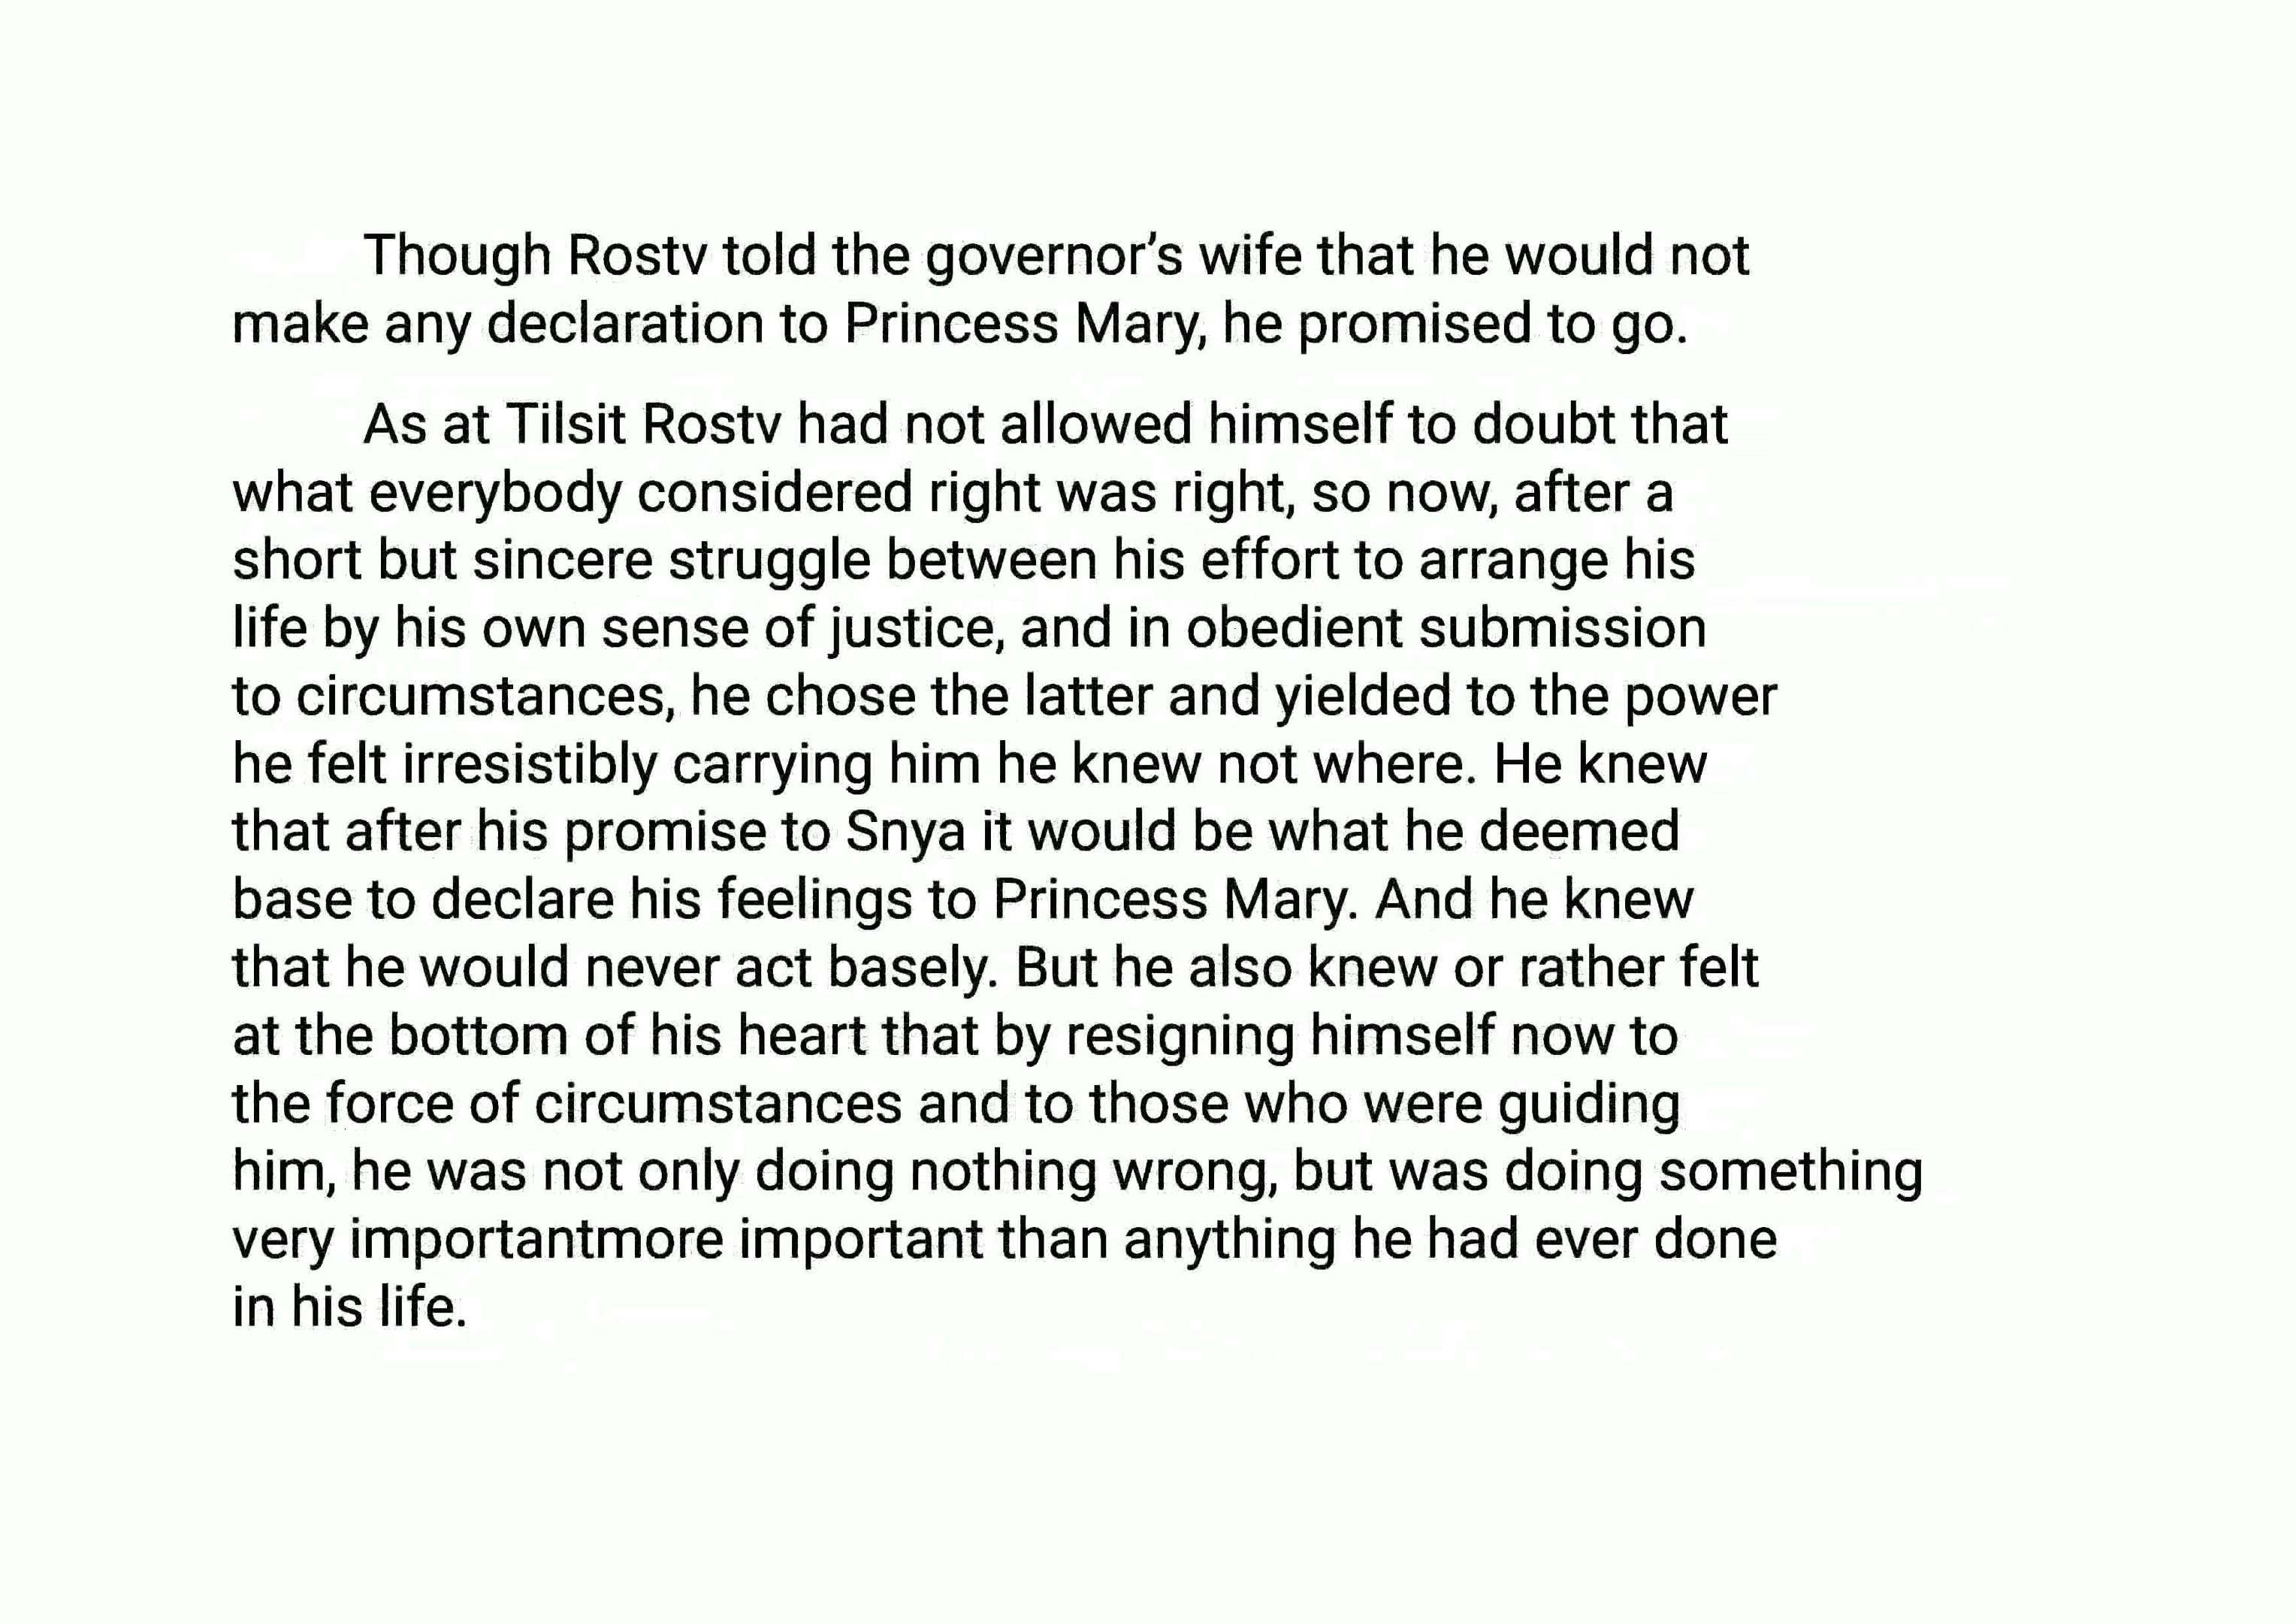 Though Rostv told the governor’s wife that he would not
make any declaration to Princess Mary, he promised to go.
As at Tilsit Rostv had not allowed himself to doubt that
what everybody considered right was right, so now, after a
short but sincere struggle between his effort to arrange his
life by his own sense of justice, and in obedient submission
to circumstances, he chose the latter and yielded to the power
he felt irresistibly carrying him he knew not where. He knew
that after his promise to Snya it would be what he deemed
base to declare his feelings to Princess Mary. And he knew
that he would never act basely. But he also knew or rather felt
at the bottom of his heart that by resigning himself now to
the force of circumstances and to those who were guiding
him, he was not only doing nothing wrong, but was doing something
very importantmore important than anything he had ever done
in his life.